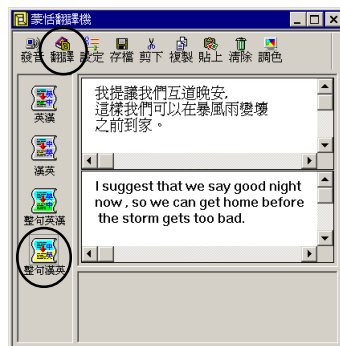 蒙恬翻譯機
發音 翻譯 設定 存檔 剪下 複製 貼上 清除 調色
英漢
漢英
整句英漢
整句漢英
我提議我們互道晚安,
這樣我們可以在暴風雨變壞
之前到家。
I suggest that we say good night
now , so we can get home before
the storm gets too bad.